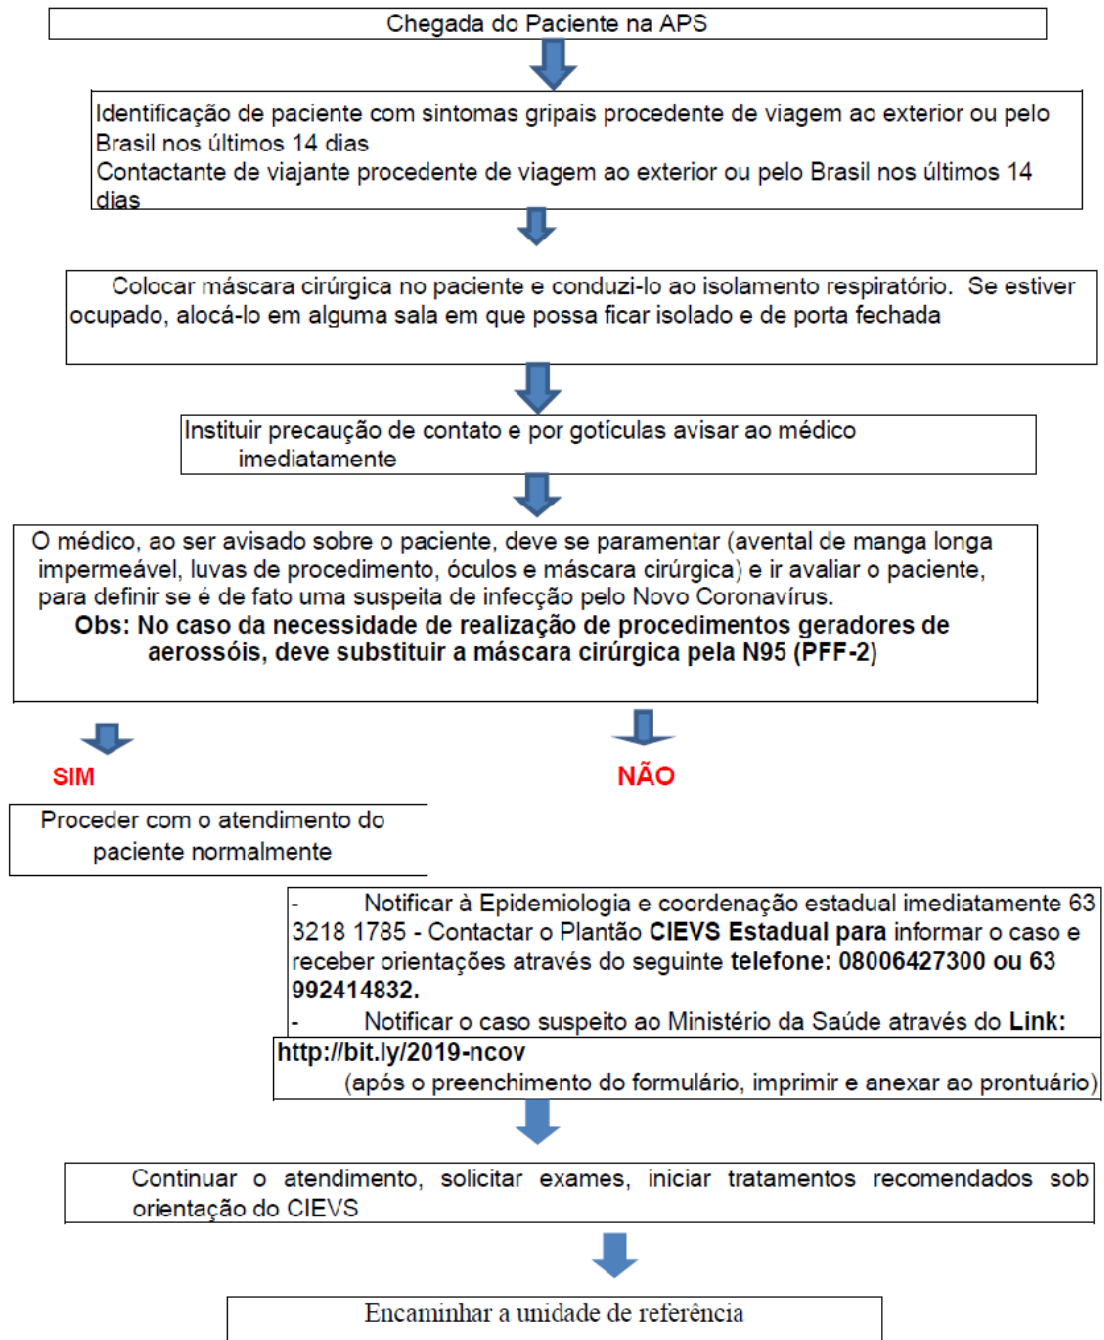 Chegada do Paciente na APS
Identificação de paciente com sintomas gripais procedente de viagem ao exterior ou pelo
Brasil nos últimos 14 dias
Contactante de viajante procedente de viagem ao exterior ou pelo Brasil nos últimos 14
dias
Colocar máscara cirúrgica no paciente e conduzi-lo ao isolamento respiratório. Se estiver
ocupado, alocá-lo em alguma sala em que possa ficar isolado e de porta fechada
Instituir precaução de contato e por gotículas avisar ao médico
imediatamente
O médico, ao ser avisado sobre o paciente, deve se paramentar (avental de manga longa
impermeável, luvas de procedimento, óculos e máscara cirúrgica) e ir avaliar o paciente,
para definir se é de fato uma suspeita de infecção pelo Novo Coronavírus.
Obs: No caso da necessidade de realização de procedimentos geradores de
aerossóis, deve substituir a máscara cirúrgica pela N95 (PFF-2)
SIM
NÃO
Proceder com o atendimento do
paciente normalmente
- Notificar à Epidemiologia e coordenação estadual imediatamente 63
3218 1785 - Contactar o Plantão CIEVS Estadual para informar o caso e
receber orientações através do seguinte telefone: 08006427300 ou 63
992414832.
- Notificar o caso suspeito ao Ministério da Saúde através do Link:
http://bit.ly/2019-ncov
(após o preenchimento do formulário, imprimir e anexar ao prontuário)
Continuar o atendimento, solicitar exames, iniciar tratamentos recomendados sob
orientação do CIEVS
Encaminhar a unidade de referência